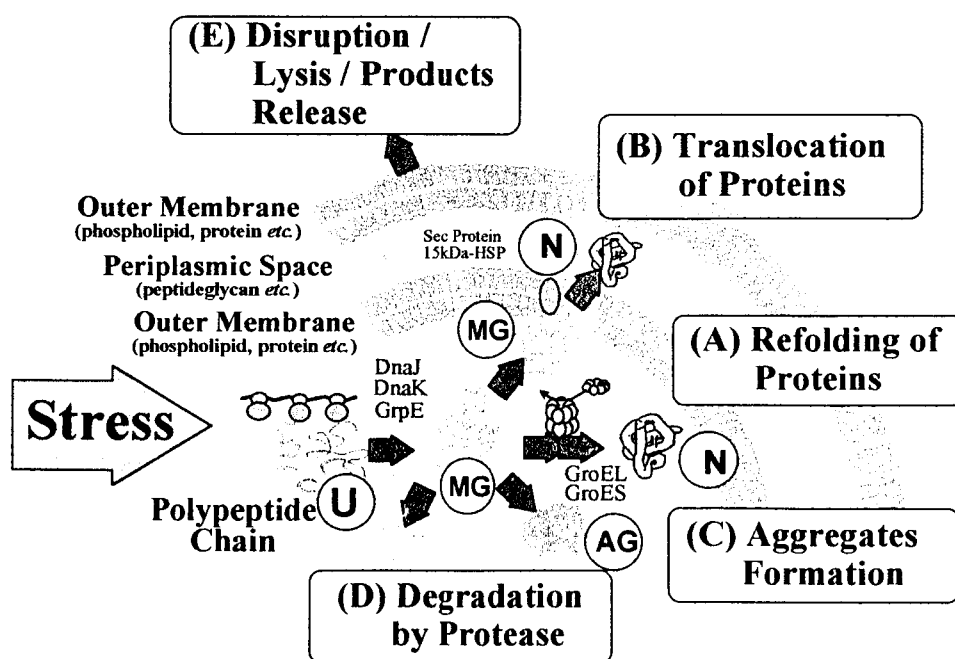 (E) Disruption /
Lysis / Products
Release
(B) Translocation
of Proteins
Outer Membrane
(phospholipid, protein etc.)
Sec Protein
15kDa-HSP
N
Periplasmic Space
(peptideglycan etc.)
Outer Membrane
(phospholipid, protein etc.)
MG
(A) Refolding of
Proteins
DnaJ
DnaK
GrpE
Stress
GroEL
GroES
N
MG
U
Polypeptide
Chain
AG
(C) Aggregates
Formation
(D) Degradation
by Protease